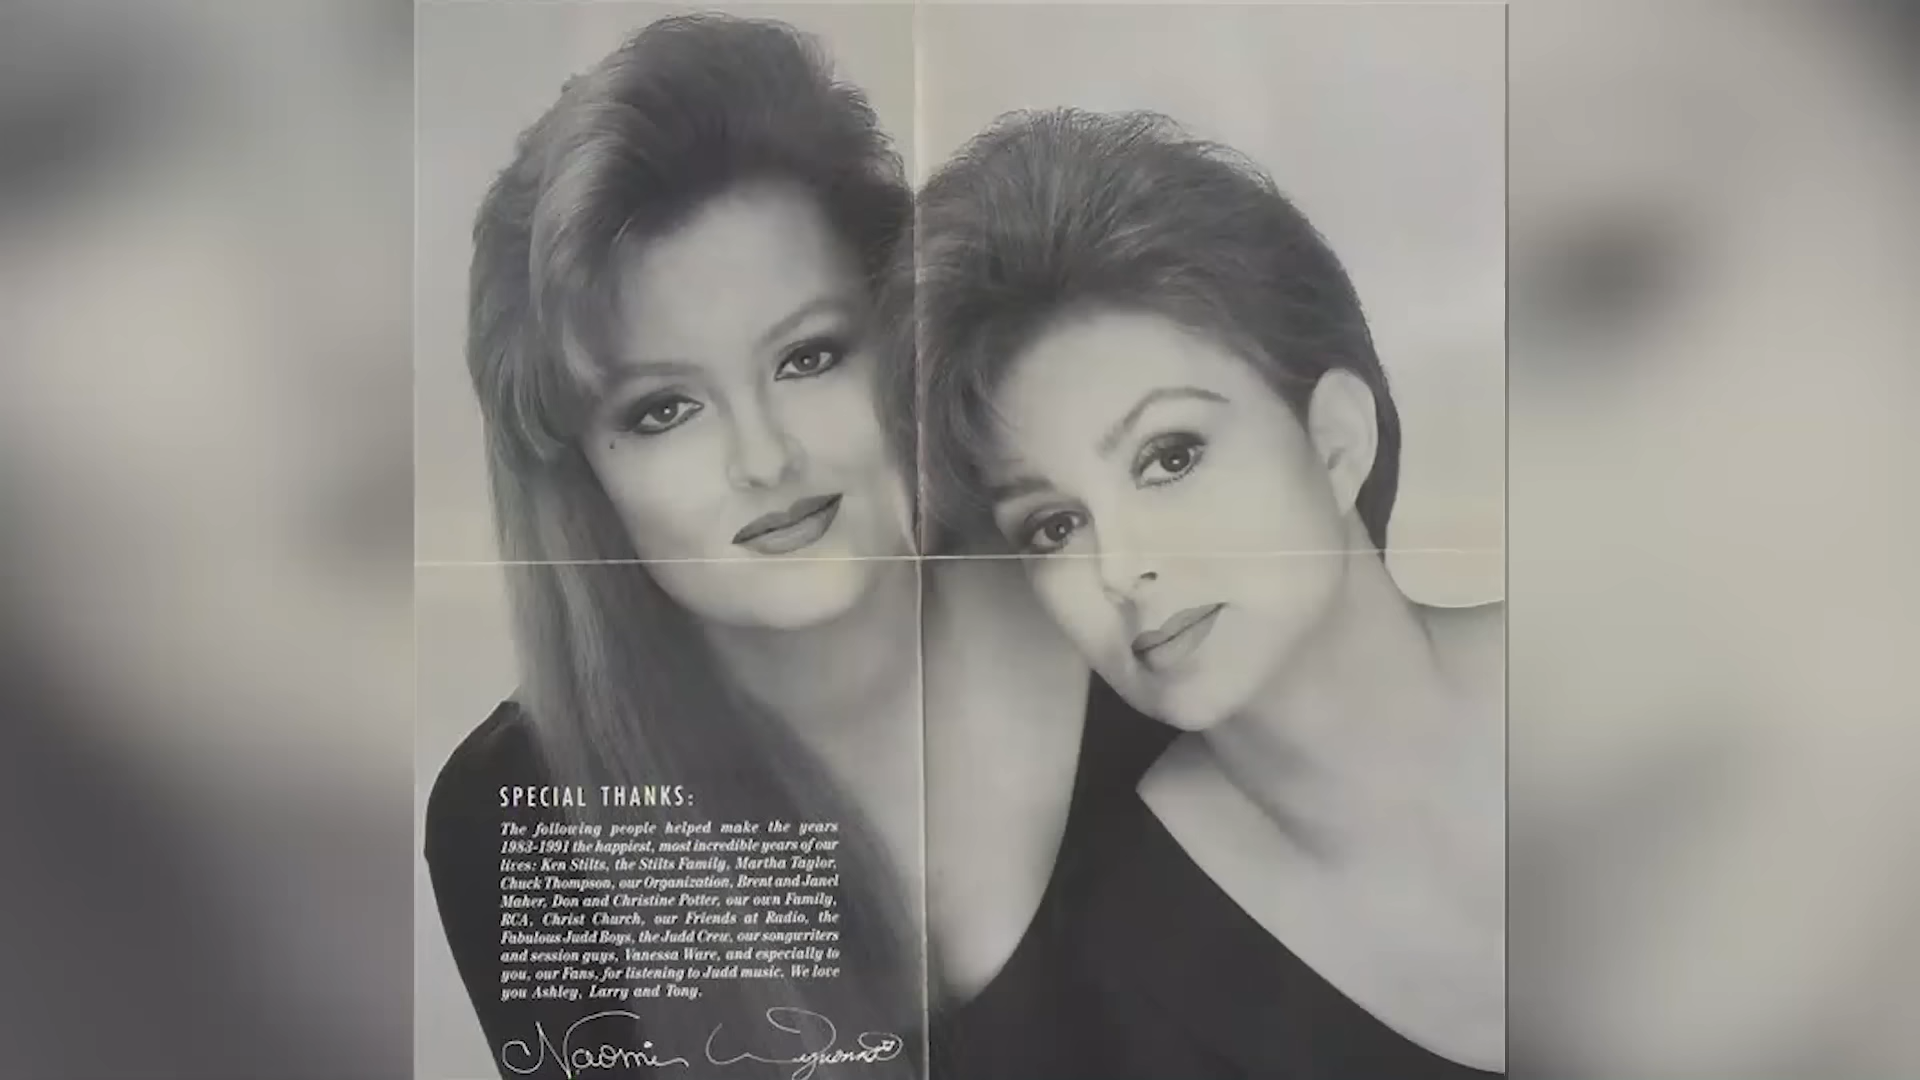 SPECIAL THANKS:
The following people helped make the years
1983-1991 the happiest, most incredible years of our
lives: Ken Stilts, the Stilts Family, Martha Taylor,
Chuck Thompson, our Organization, Brent and Janel
Maher, Don and Christine Potter, our own Family,
RCA, Christ Church, our Friends at Radio, the
Fabulous Judd Boys, the Judd Crew, our songwriters
and session guys, Vanessa Ware, and especially to
you, our Fans, for listening to Judd music. We love
you Ashley, Larry and Tony.
Naomi Wynonna